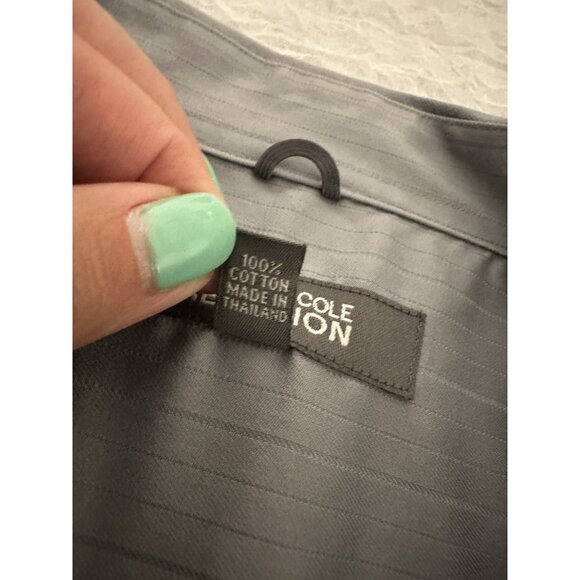 100%
COTTON
MADE IN
THAILAND
COLE
ION